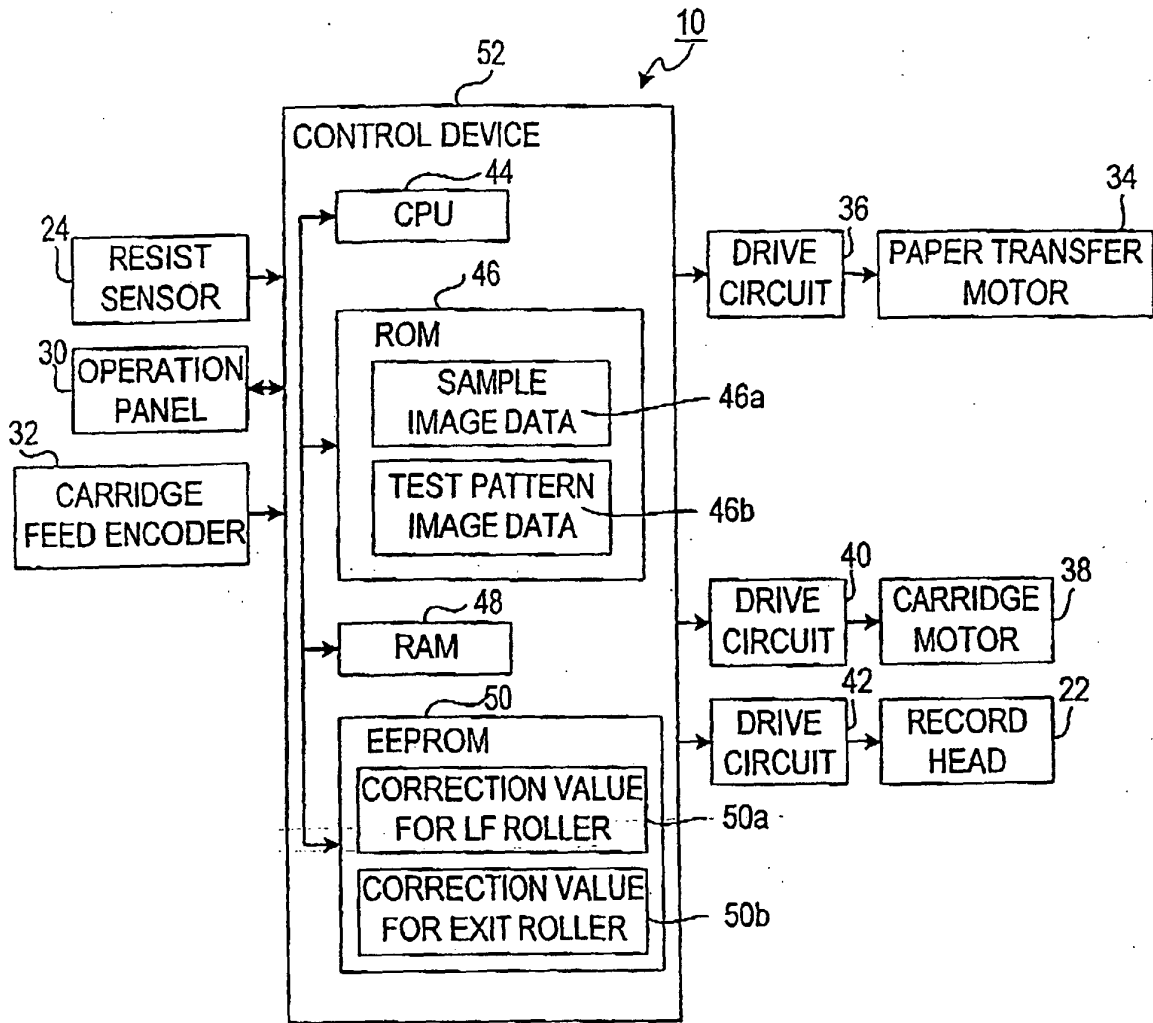 10
52
CONTROL DEVICE
44
CPU
24
RESIST
SENSOR
36
DRIVE
CIRCUIT
34
PAPER TRANSFER
MOTOR
46
ROM
SAMPLE
IMAGE DATA
46a
30
OPERATION
PANEL
32
CARRIDGE
FEED ENCODER
TEST PATTERN
IMAGE DATA
46b
48
RAM
40
DRIVE
CIRCUIT
38
CARRIDGE
MOTOR
50
EEPROM
42
DRIVE
CIRCUIT
22
RECORD
HEAD
CORRECTION VALUE
FOR LF ROLLER
50a
CORRECTION VALUE
FOR EXIT ROLLER
50b